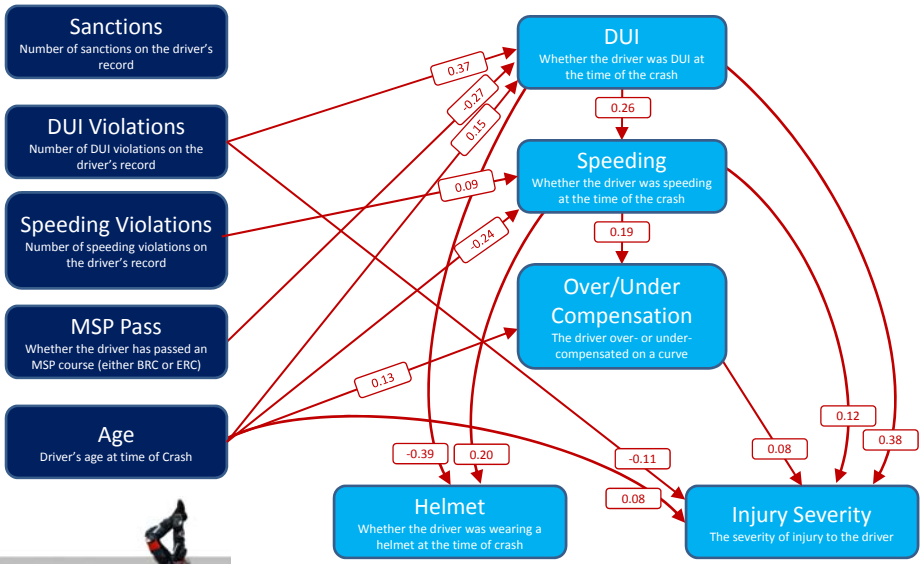 Sanctions
Number of sanctions on the driver's
record
DUI Violations
Number of DUI violations on the
driver's record
Speeding Violations
Number of speeding violations on
the driver's record
MSP Pass
Whether the driver has passed an
MSP course (either BRC or ERC)
Age
Driver's age at time of Crash
DUI
Whether the driver was DUI at
the time of the crash
Speeding
Whether the driver was speeding
at the time of the crash
Over/Under
Compensation
The driver over- or under-
compensated on a curve
Helmet
Whether the driver was wearing a
helmet at the time of crash
Injury Severity
The severity of injury to the driver
0.37
-0.27
0.15
0.26
0.09
-0.24
0.19
0.13
-0.39
0.20
-0.11
0.08
0.08
0.12
0.38